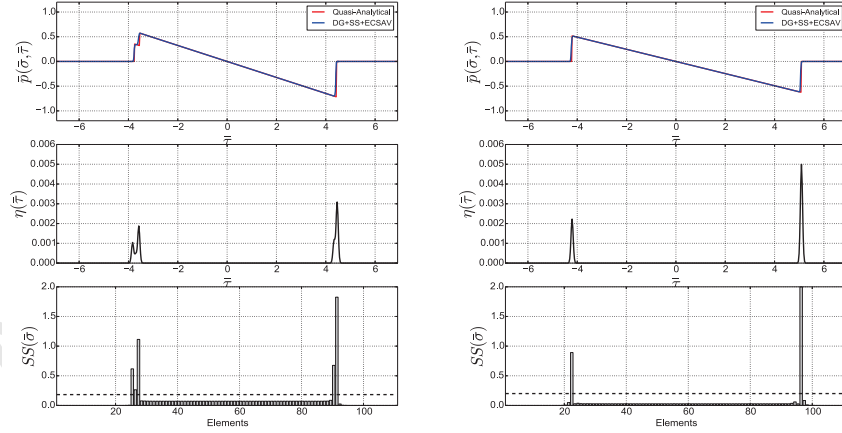 1.0
0.5
0.0
−0.5
−1.0
p̄(σ̄,τ̄)
Quasi-Analytical
DG+SS+ECSAV
−6 −4 −2 0 2 4 6
τ̄
0.006
0.005
0.004
0.003
0.002
0.001
0.000
η(τ̄)
−6 −4 −2 0 2 4 6
τ̄
2.0
1.5
1.0
0.5
0.0
SS(σ̄)
20 40 60 80 100
Elements
1.0
0.5
0.0
−0.5
−1.0
p̄(σ̄,τ̄)
Quasi-Analytical
DG+SS+ECSAV
−6 −4 −2 0 2 4 6
τ̄
0.006
0.005
0.004
0.003
0.002
0.001
0.000
η(τ̄)
−6 −4 −2 0 2 4 6
τ̄
2.0
1.5
1.0
0.5
0.0
SS(σ̄)
20 40 60 80 100
Elements